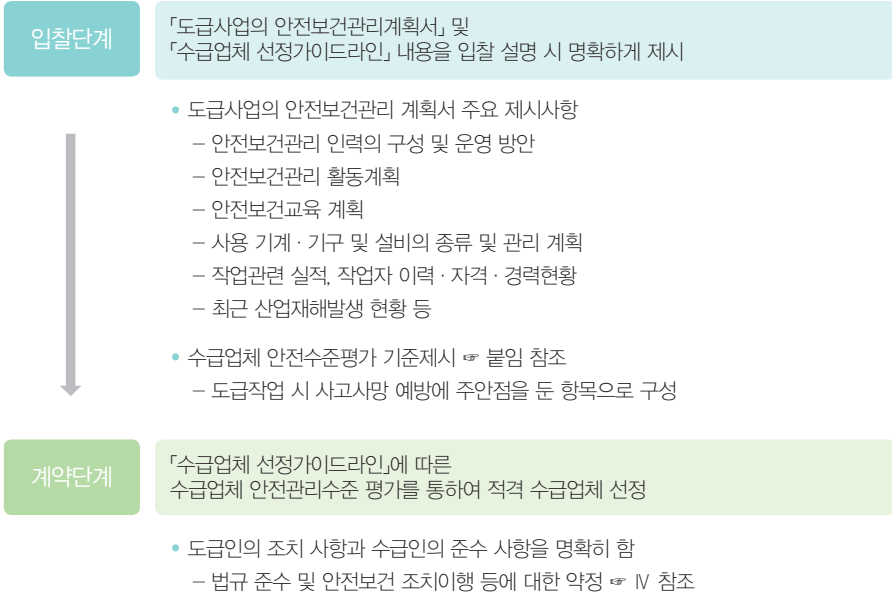 입찰단계
「도급사업의 안전보건관리계획서」 및
「수급업체 선정가이드라인」 내용을 입찰 설명 시 명확하게 제시
• 도급사업의 안전보건관리 계획서 주요 제시사항
– 안전보건관리 인력의 구성 및 운영 방안
– 안전보건관리 활동계획
– 안전보건교육 계획
– 사용 기계 · 기구 및 설비의 종류 및 관리 계획
– 작업관련 실적, 작업자 이력 · 자격 · 경력현황
– 최근 산업재해발생 현황 등
• 수급업체 안전수준평가 기준제시 ☞ 붙임 참조
– 도급작업 시 사고사망 예방에 주안점을 둔 항목으로 구성
계약단계
「수급업체 선정가이드라인」에 따른
수급업체 안전관리수준 평가를 통하여 적격 수급업체 선정
• 도급인의 조치 사항과 수급인의 준수 사항을 명확히 함
– 법규 준수 및 안전보건 조치이행 등에 대한 약정 ☞ Ⅳ 참조